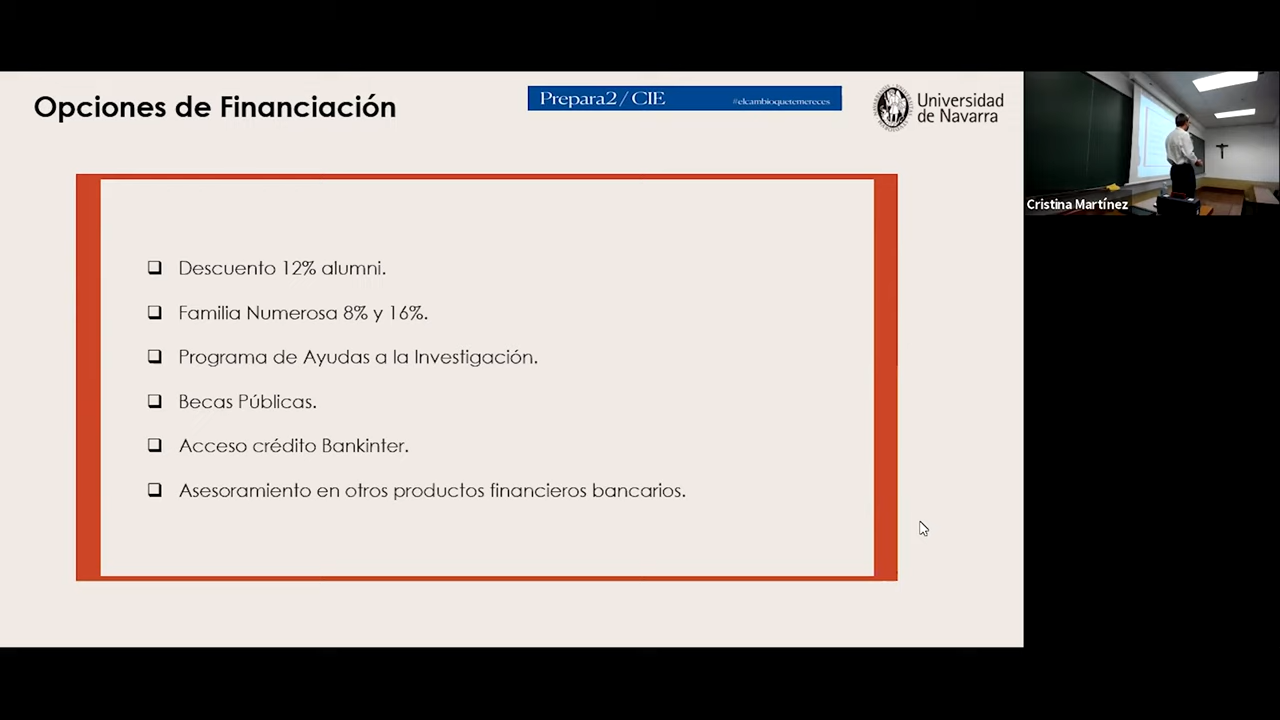 Opciones de Financiación
Prepara2 / CIE
#elcambioquetemereces
Universidad
de Navarra
Cristina Martínez
Descuento 12% alumni.
Familia Numerosa 8% y 16%.
Programa de Ayudas a la Investigación.
Becas Públicas.
Acceso crédito Bankinter.
Asesoramiento en otros productos financieros bancarios.